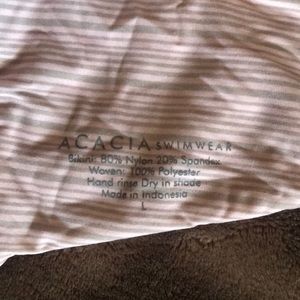 ACACIA SWIMWEAR
Bikini: 80% Nylon 20% Spandex
Woven: 100% Polyester
Hand rinse Dry in shade
Made in Indonesia
L